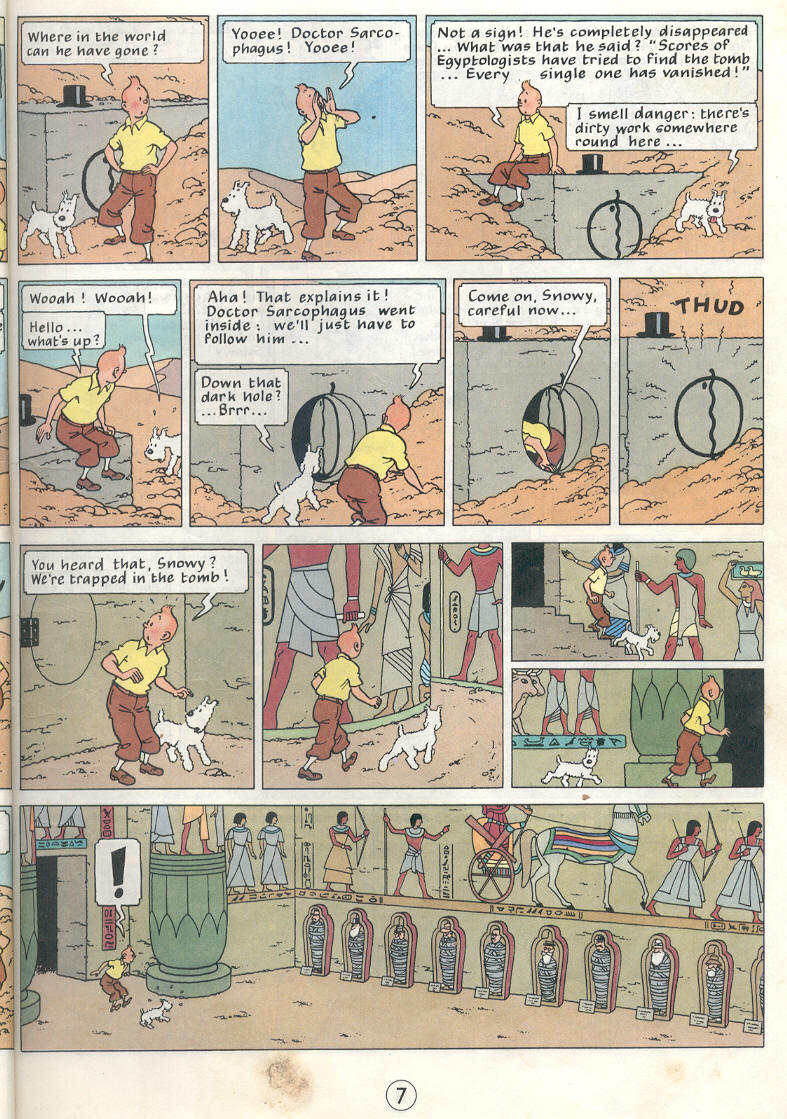 Where in the world
can he have gone?
Yooee! Doctor Sarco-
phagus! Yooee!
Not a sign! He's completely disappeared
... What was that he said? "Scores of
Egyptologists have tried to find the tomb
... Every single one has vanished!"
I smell danger: there's
dirty work somewhere
round here ...
Wooah! Wooah!
Hello ...
what's up?
Aha! That explains it!
Doctor Sarcophagus went
inside: we'll just have to
follow him ...
Down that
dark hole?
...Brrr...
Come on, Snowy,
careful now...
THUD
You heard that, Snowy?
We're trapped in the tomb!
!
7